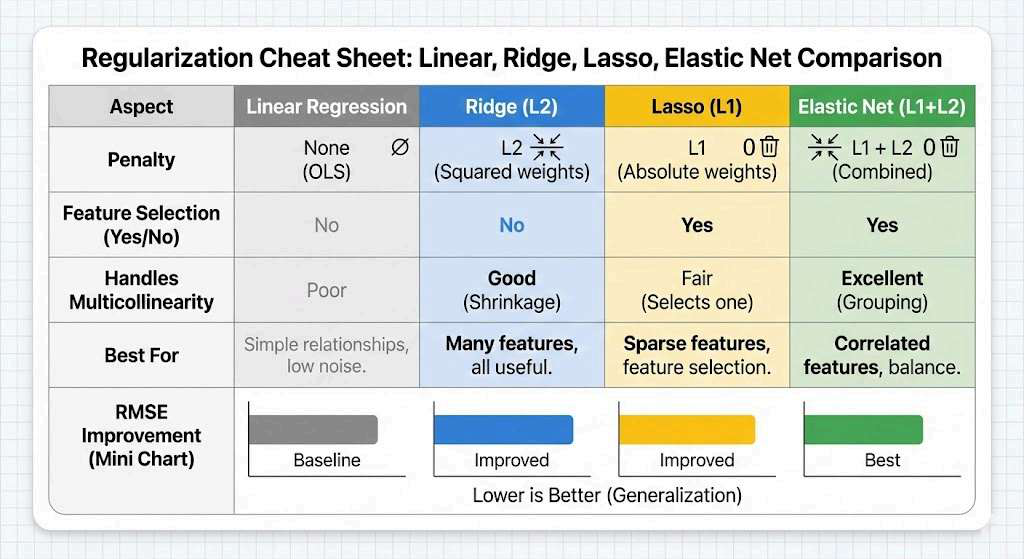 Regularization Cheat Sheet: Linear, Ridge, Lasso, Elastic Net Comparison
Aspect
Linear Regression
Ridge (L2)
Lasso (L1)
Elastic Net (L1+L2)
Penalty
None
(OLS)
∅
L2
(Squared weights)
L1 0
(Absolute weights)
L1 + L2 0
(Combined)
Feature Selection
(Yes/No)
No
No
Yes
Yes
Handles
Multicollinearity
Poor
Good
(Shrinkage)
Fair
(Selects one)
Excellent
(Grouping)
Best For
Simple relationships,
low noise.
Many features,
all useful.
Sparse features,
feature selection.
Correlated
features, balance.
RMSE
Improvement
(Mini Chart)
Baseline
Improved
Improved
Best
Lower is Better (Generalization)